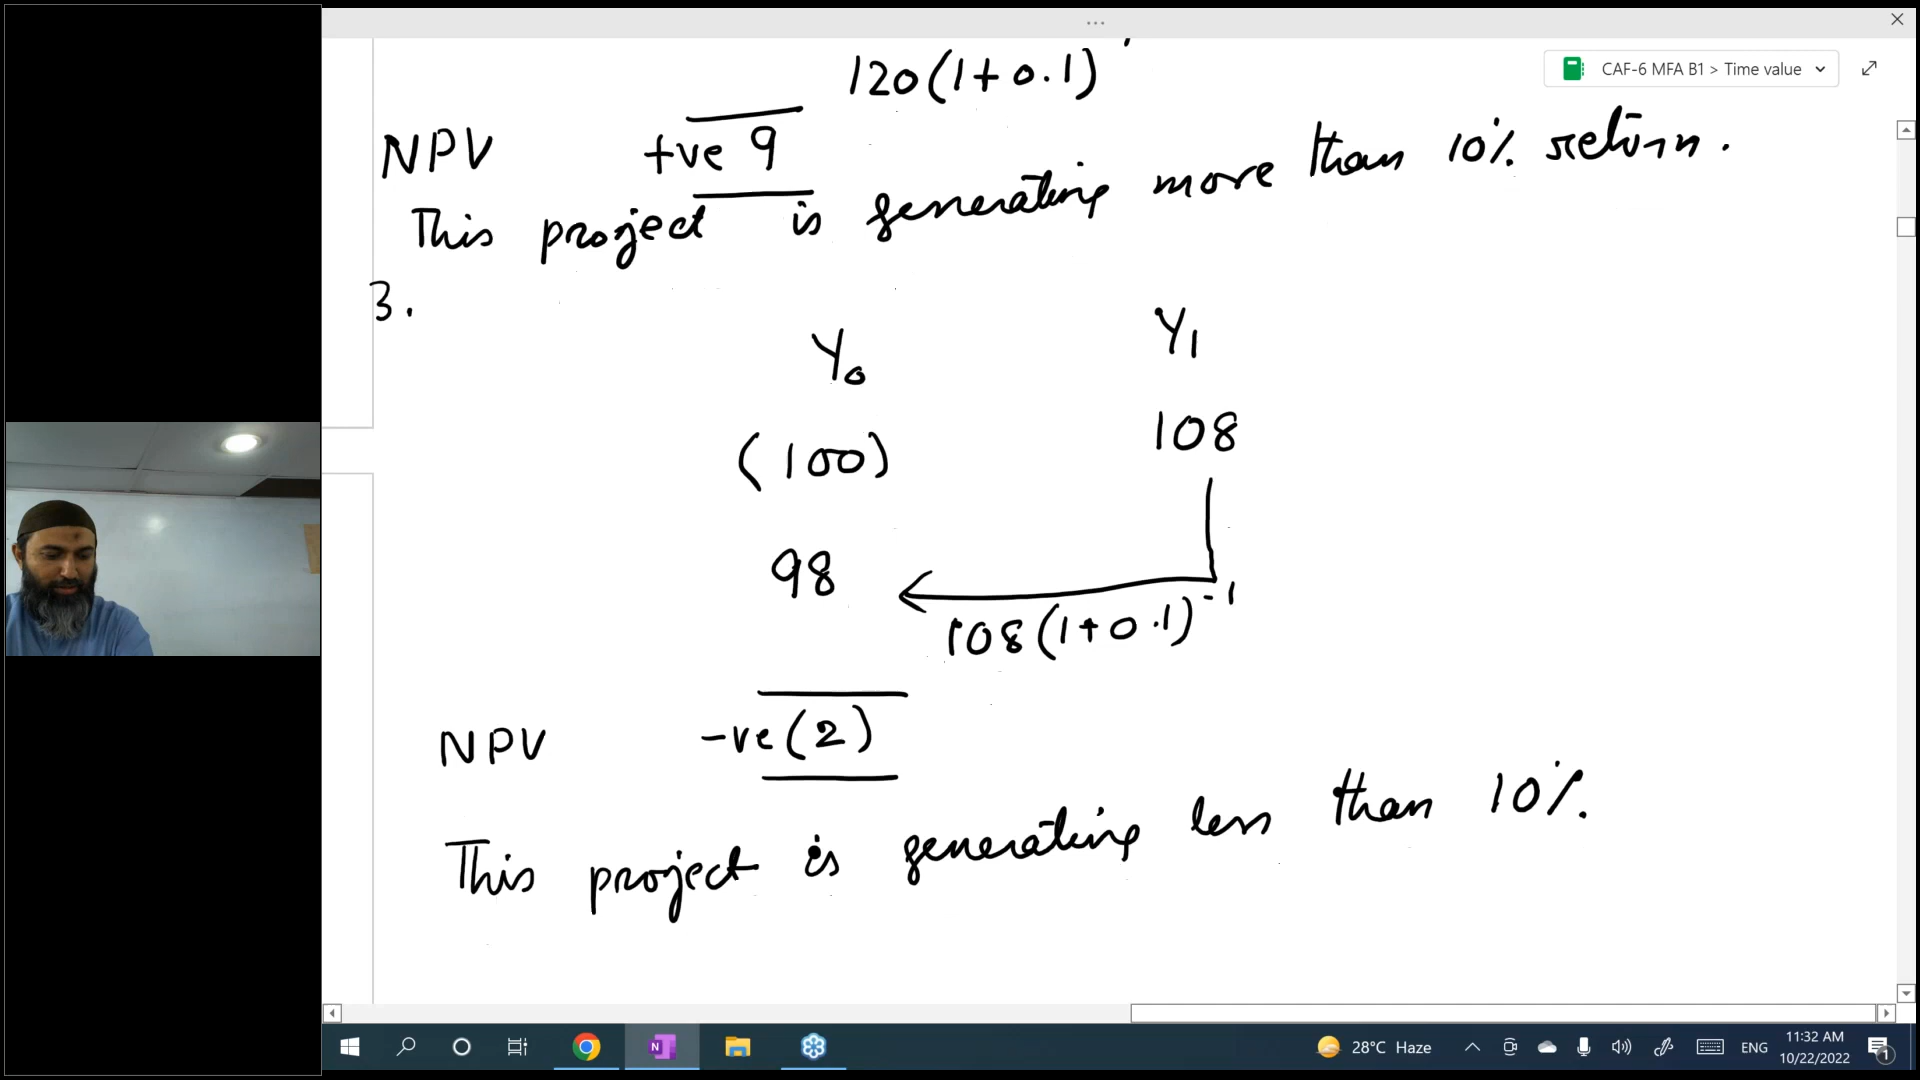 ...
CAF-6 MFA B1 > Time value
120(1+0.1)
NPV +ve 9
This project is generating more than 10% return.
3.
Y₀ Y₁
(100) 108
98
108(1+0.1)⁻¹
NPV -ve (2)
This project is generating less than 10%.
28°C Haze
ENG
11:32 AM
10/22/2022
1